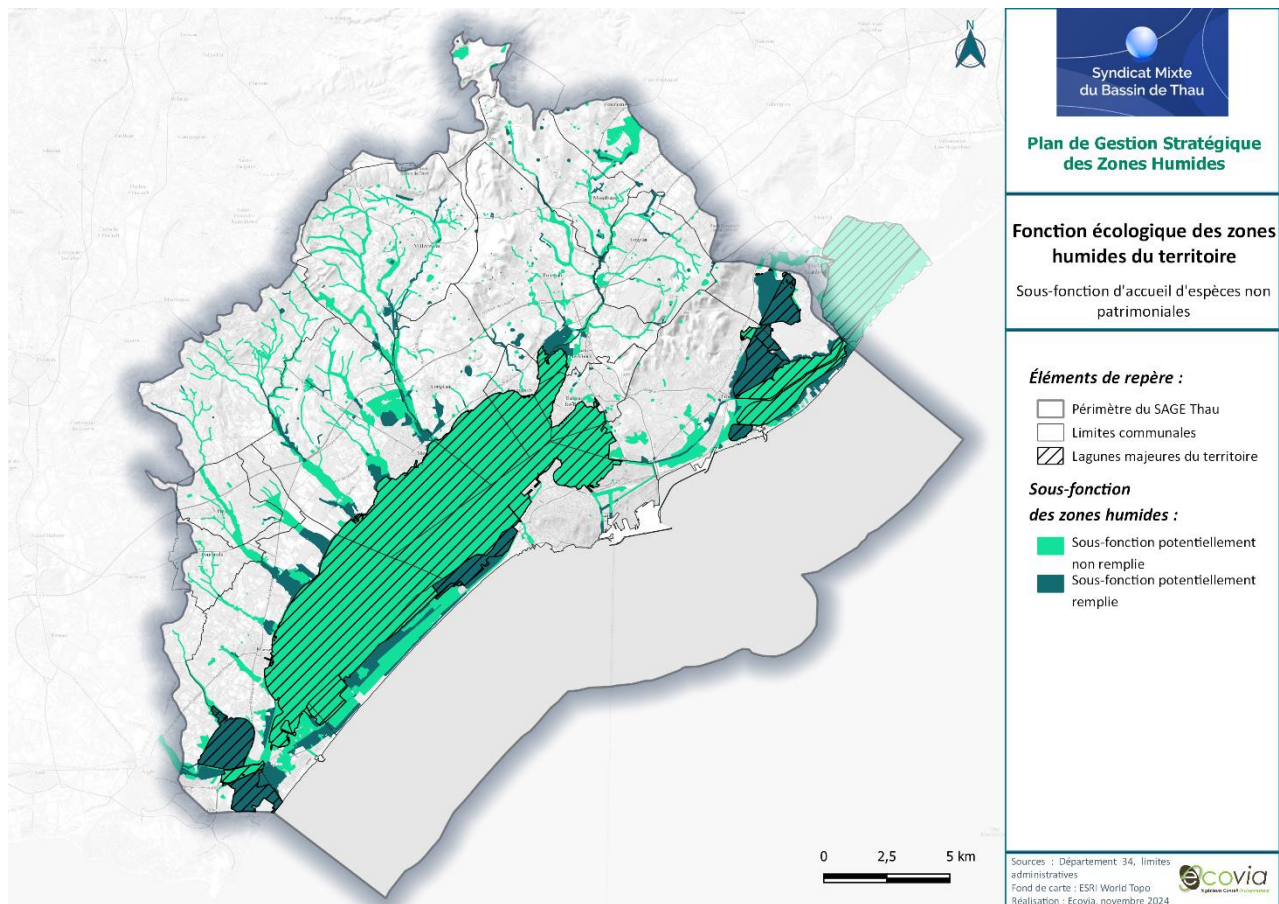 N
Syndicat Mixte
du Bassin de Thau
Plan de Gestion Stratégique
des Zones Humides
Fonction écologique des zones
humides du territoire
Sous-fonction d'accueil d'espèces non
patrimoniales
Éléments de repère :
Périmètre du SAGE Thau
Limites communales
Lagunes majeures du territoire
Sous-fonction
des zones humides :
Sous-fonction potentiellement
non remplie
Sous-fonction potentiellement
remplie
0 2,5 5 km
Sources : Département 34, limites
administratives
Fond de carte : ESRI World Topo
Réalisation : Ecovia, novembre 2024
ecovia